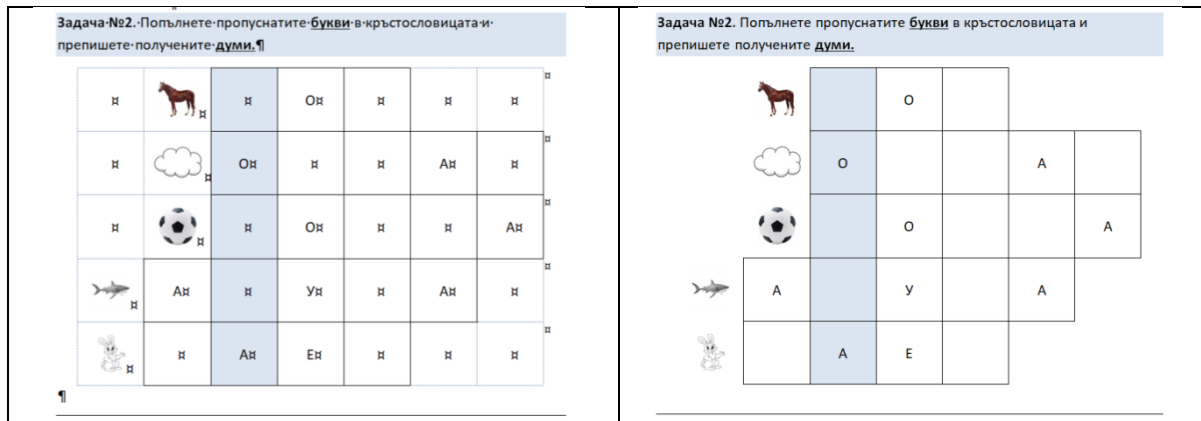 Задача·№2.·Попълнете·пропуснатите·букви·в·кръстословицата·и·
препишете·получените·думи.¶
¤ ¤ ¤ О¤ ¤ ¤ ¤ ¤
¤ ¤ О¤ ¤ ¤ А¤ ¤ ¤
¤ ¤ ¤ О¤ ¤ ¤ А¤ ¤
¤ А¤ ¤ У¤ ¤ А¤ ¤ ¤
¤ ¤ А¤ Е¤ ¤ ¤ ¤ ¤
¶
Задача №2. Попълнете пропуснатите букви в кръстословицата и
препишете получените думи.
О
О А
О А
А У А
А Е